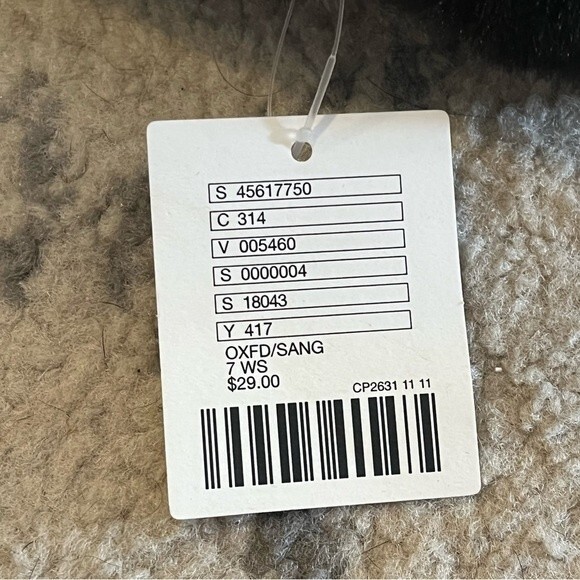 S 45617750
C 314
V 005460
S 0000004
S 18043
Y 417
OXFD/SANG
7 WS
$29.00
CP2631 11 11